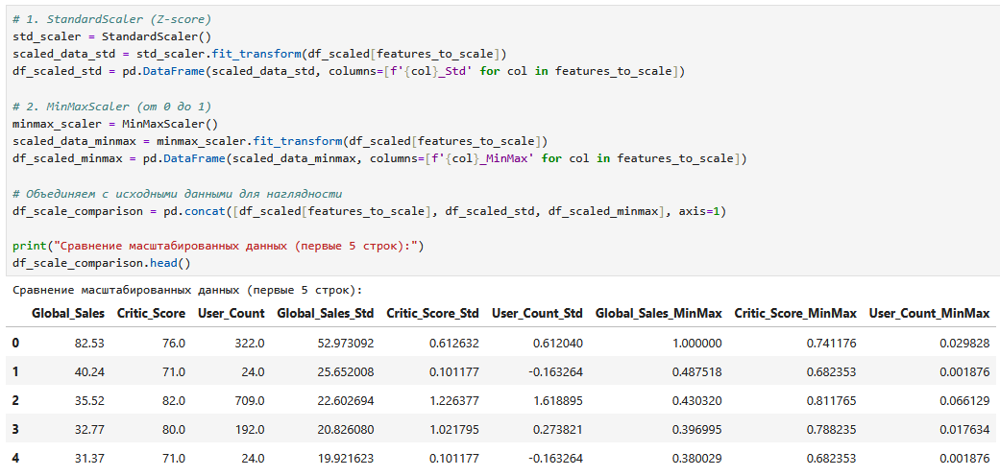 # 1. StandardScaler (Z-score)
std_scaler = StandardScaler()
scaled_data_std = std_scaler.fit_transform(df_scaled[features_to_scale])
df_scaled_std = pd.DataFrame(scaled_data_std, columns=[f'{col}_Std' for col in features_to_scale])
# 2. MinMaxScaler (от 0 до 1)
minmax_scaler = MinMaxScaler()
scaled_data_minmax = minmax_scaler.fit_transform(df_scaled[features_to_scale])
df_scaled_minmax = pd.DataFrame(scaled_data_minmax, columns=[f'{col}_MinMax' for col in features_to_scale])
# Объединяем с исходными данными для наглядности
df_scale_comparison = pd.concat([df_scaled[features_to_scale], df_scaled_std, df_scaled_minmax], axis=1)
print("Сравнение масштабированных данных (первые 5 строк):")
df_scale_comparison.head()
Сравнение масштабированных данных (первые 5 строк):
Global_Sales Critic_Score User_Count Global_Sales_Std Critic_Score_Std User_Count_Std Global_Sales_MinMax Critic_Score_MinMax User_Count_MinMax
0 82.53 76.0 322.0 52.973092 0.612632 0.612040 1.000000 0.741176 0.029828
1 40.24 71.0 24.0 25.652008 0.101177 -0.163264 0.487518 0.682353 0.001876
2 35.52 82.0 709.0 22.602694 1.226377 1.618895 0.430320 0.811765 0.066129
3 32.77 80.0 192.0 20.826080 1.021795 0.273821 0.396995 0.788235 0.017634
4 31.37 71.0 24.0 19.921623 0.101177 -0.163264 0.380029 0.682353 0.001876